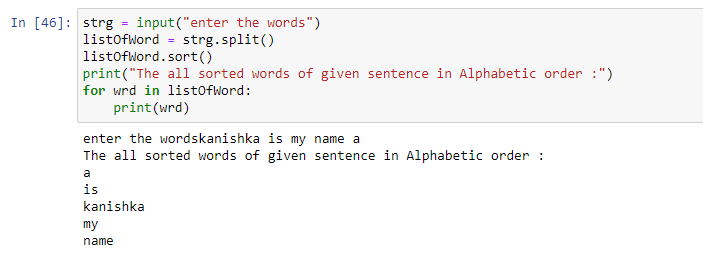 In [46]: strg = input("enter the words")
listOfWord = strg.split()
listOfWord.sort()
print("The all sorted words of given sentence in Alphabetic order :")
for wrd in listOfWord:
    print(wrd)
enter the wordskanishka is my name a
The all sorted words of given sentence in Alphabetic order :
a
is
kanishka
my
name